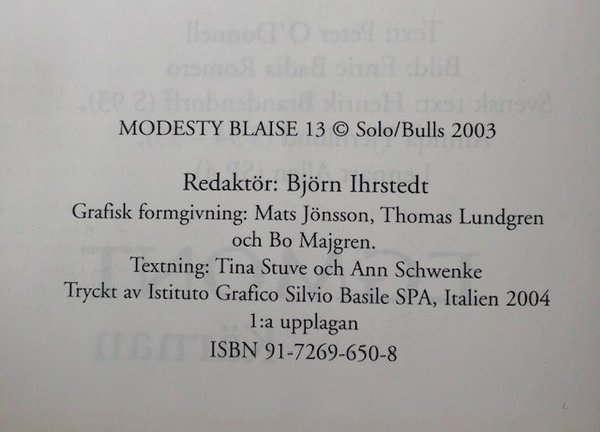 MODESTY BLAISE 13 © Solo/Bulls 2003
Redaktör: Björn Ihrstedt
Grafisk formgivning: Mats Jönsson, Thomas Lundgren
och Bo Majgren.
Textning: Tina Stuve och Ann Schwenke
Tryckt av Istituto Grafico Silvio Basile SPA, Italien 2004
1:a upplagan
ISBN 91-7269-650-8